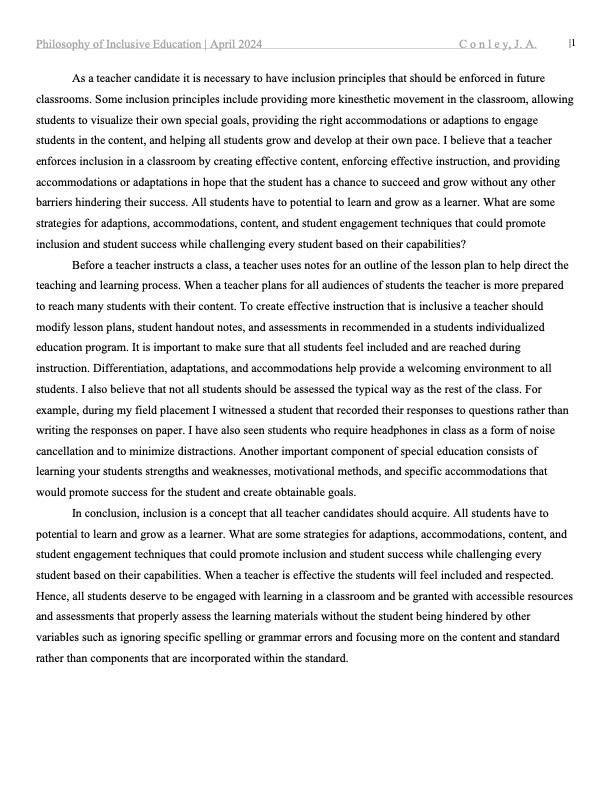 Philosophy of Inclusive Education | April 2024 Conley, J. A. |1
As a teacher candidate it is necessary to have inclusion principles that should be enforced in future
classrooms. Some inclusion principles include providing more kinesthetic movement in the classroom, allowing
students to visualize their own special goals, providing the right accommodations or adaptions to engage
students in the content, and helping all students grow and develop at their own pace. I believe that a teacher
enforces inclusion in a classroom by creating effective content, enforcing effective instruction, and providing
accommodations or adaptations in hope that the student has a chance to succeed and grow without any other
barriers hindering their success. All students have to potential to learn and grow as a learner. What are some
strategies for adaptions, accommodations, content, and student engagement techniques that could promote
inclusion and student success while challenging every student based on their capabilities?
Before a teacher instructs a class, a teacher uses notes for an outline of the lesson plan to help direct the
teaching and learning process. When a teacher plans for all audiences of students the teacher is more prepared
to reach many students with their content. To create effective instruction that is inclusive a teacher should
modify lesson plans, student handout notes, and assessments in recommended in a students individualized
education program. It is important to make sure that all students feel included and are reached during
instruction. Differentiation, adaptations, and accommodations help provide a welcoming environment to all
students. I also believe that not all students should be assessed the typical way as the rest of the class. For
example, during my field placement I witnessed a student that recorded their responses to questions rather than
writing the responses on paper. I have also seen students who require headphones in class as a form of noise
cancellation and to minimize distractions. Another important component of special education consists of
learning your students strengths and weaknesses, motivational methods, and specific accommodations that
would promote success for the student and create obtainable goals.
In conclusion, inclusion is a concept that all teacher candidates should acquire. All students have to
potential to learn and grow as a learner. What are some strategies for adaptions, accommodations, content, and
student engagement techniques that could promote inclusion and student success while challenging every
student based on their capabilities. When a teacher is effective the students will feel included and respected.
Hence, all students deserve to be engaged with learning in a classroom and be granted with accessible resources
and assessments that properly assess the learning materials without the student being hindered by other
variables such as ignoring specific spelling or grammar errors and focusing more on the content and standard
rather than components that are incorporated within the standard.